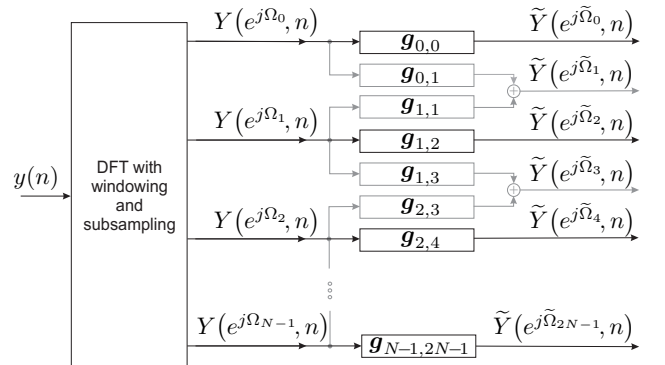 Y(e^{jΩ_0}, n)
g_{0,0}
Ỹ(e^{jΩ̃_0}, n)
g_{0,1}
Ỹ(e^{jΩ̃_1}, n)
g_{1,1}
Y(e^{jΩ_1}, n)
g_{1,2}
Ỹ(e^{jΩ̃_2}, n)
y(n)
DFT with
windowing
and
subsampling
g_{1,3}
Ỹ(e^{jΩ̃_3}, n)
g_{2,3}
Y(e^{jΩ_2}, n)
g_{2,4}
Ỹ(e^{jΩ̃_4}, n)
Y(e^{jΩ_{N-1}}, n)
g_{N-1,2N-1}
Ỹ(e^{jΩ̃_{2N-1}}, n)